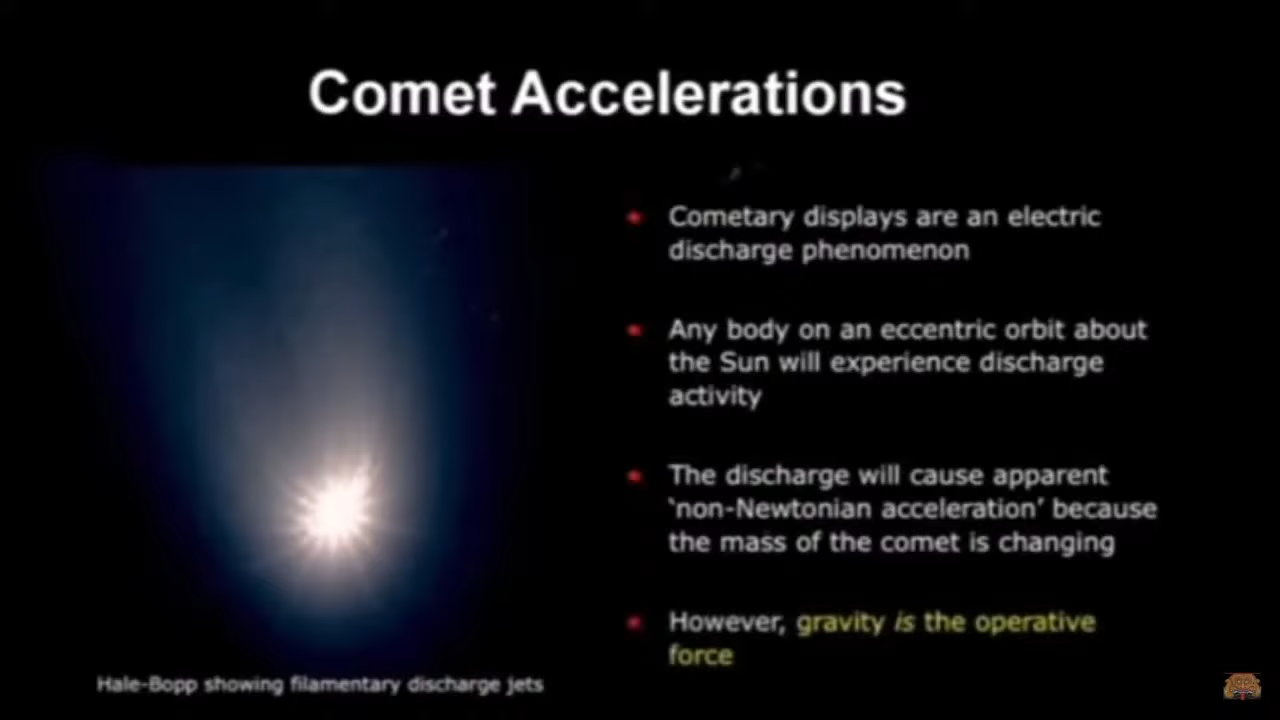 Comet Accelerations
Cometary displays are an electric
discharge phenomenon
Any body on an eccentric orbit about
the Sun will experience discharge
activity
The discharge will cause apparent
‘non-Newtonian acceleration’ because
the mass of the comet is changing
However, gravity is the operative
force
Hale-Bopp showing filamentary discharge jets